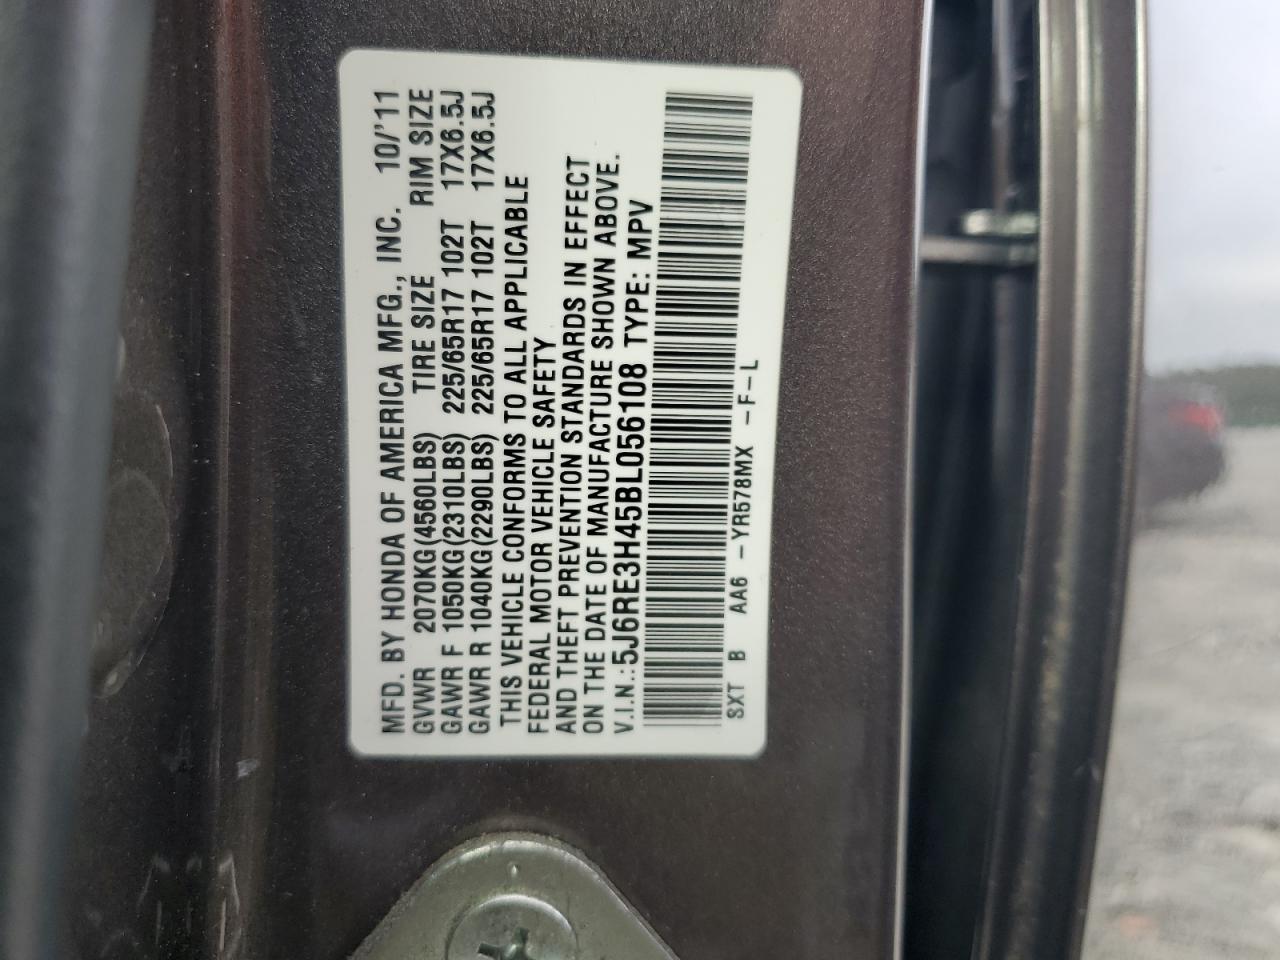 MFD. BY HONDA OF AMERICA MFG., INC. 10/'11
GVWR 2070KG(4560LBS) TIRE SIZE RIM SIZE
GAWR F 1050KG(2310LBS) 225/65R17 102T 17X6.5J
GAWR R 1040KG(2290LBS) 225/65R17 102T 17X6.5J
THIS VEHICLE CONFORMS TO ALL APPLICABLE
FEDERAL MOTOR VEHICLE SAFETY
AND THEFT PREVENTION STANDARDS IN EFFECT
ON THE DATE OF MANUFACTURE SHOWN ABOVE.
V.I.N.:5J6RE3H45BL056108 TYPE: MPV
SXT B AA6 -YR578MX -F-L